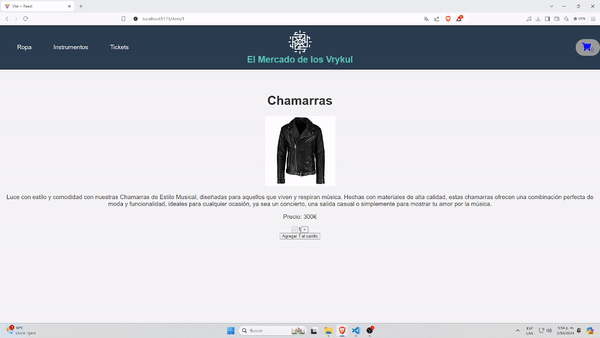 Vite + React
localhost:5173/item/1
VPN
Ropa
Instrumentos
Tickets
El Mercado de los Vrykul
Chamarras
Luce con estilo y comodidad con nuestras Chamarras de Estilo Musical, diseñadas para aquellos que viven y respiran música. Hechas con materiales de alta calidad, estas chamarras ofrecen una combinación perfecta de
moda y funcionalidad, ideales para cualquier ocasión, ya sea un concierto, una salida casual o simplemente para mostrar tu amor por la música.
Precio: 300€
- 1 +
Agregar 1 al carrito
Buscar
ESP
LAA